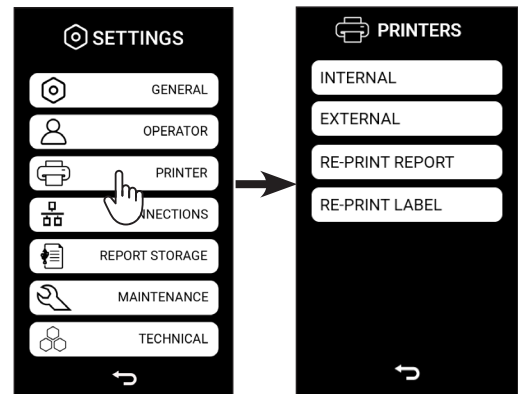 SETTINGS
GENERAL
OPERATOR
PRINTER
NNECTIONS
REPORT STORAGE
MAINTENANCE
TECHNICAL
PRINTERS
INTERNAL
EXTERNAL
RE-PRINT REPORT
RE-PRINT LABEL